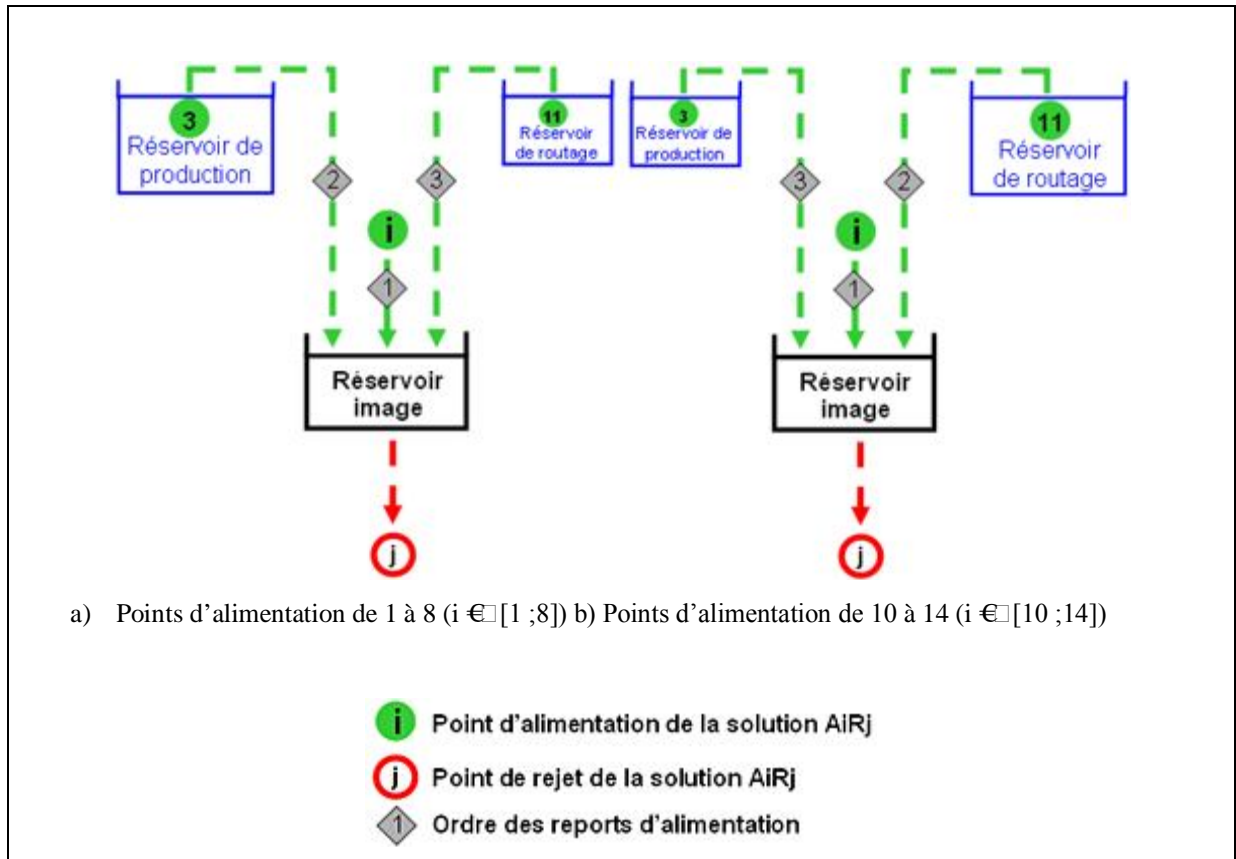 3
Réservoir de
production
11
Réservoir
de routage
3
Réservoir de
production
11
Réservoir
de routage
2
3
3
2
i
i
1
1
Réservoir
image
Réservoir
image
j
j
a) Points d'alimentation de 1 à 8 (i €□ [1 ;8]) b) Points d'alimentation de 10 à 14 (i €□ [10 ;14])
i Point d'alimentation de la solution AiRj
j Point de rejet de la solution AiRj
1 Ordre des reports d'alimentation